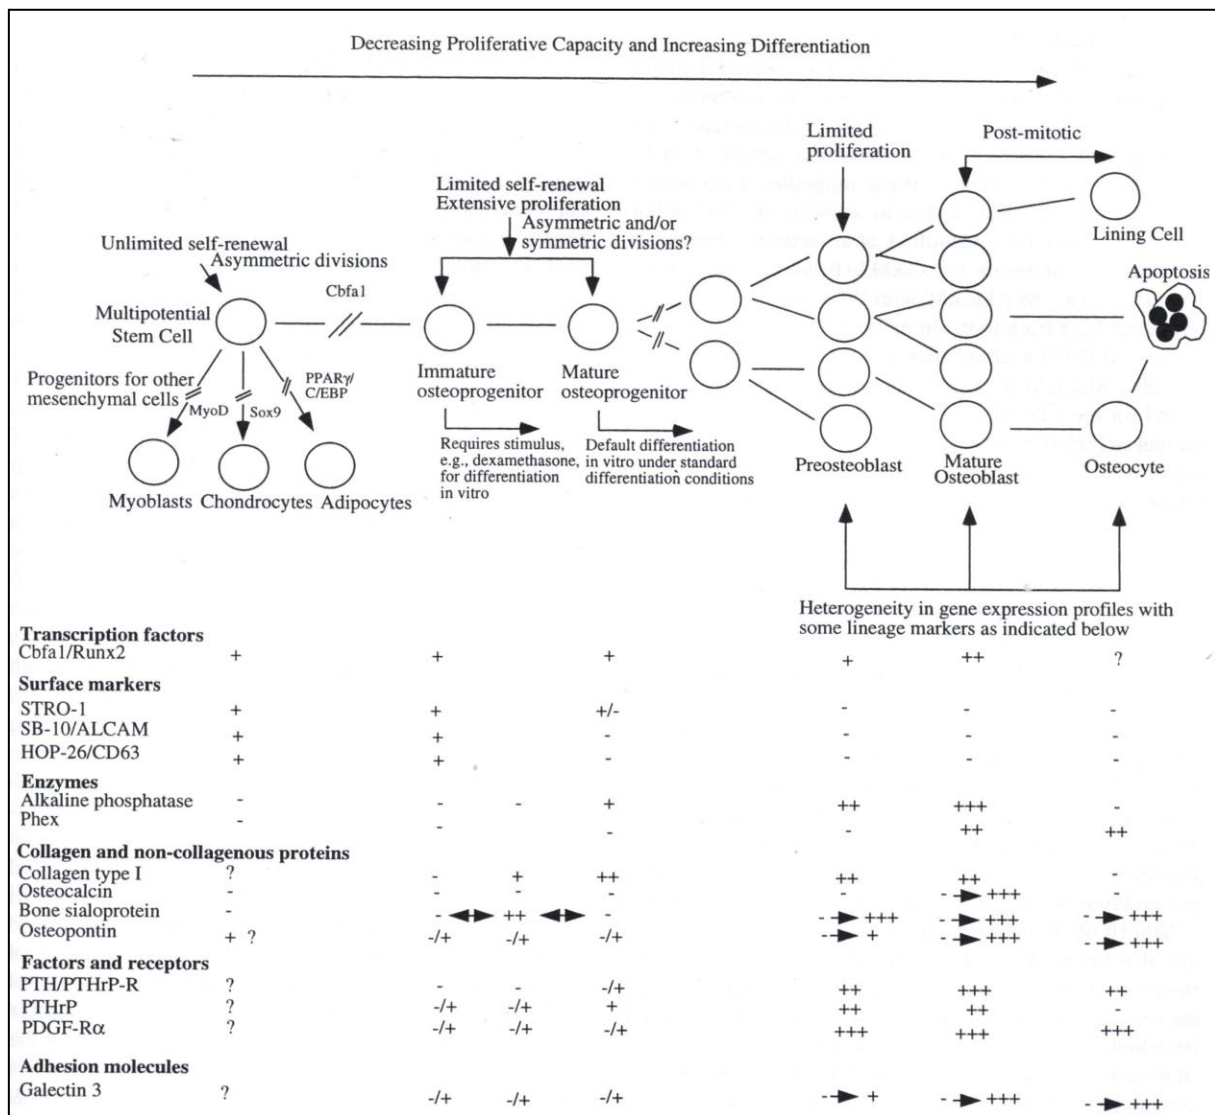 Decreasing Proliferative Capacity and Increasing Differentiation
Limited
proliferation
Post-mitotic
Limited self-renewal
Extensive proliferation
Asymmetric and/or
symmetric divisions?
Unlimited self-renewal
Asymmetric divisions
Cbfa1
Lining Cell
Apoptosis
Multipotential
Stem Cell
Progenitors for other
mesenchymal cells
MyoD
Sox9
PPARγ/
C/EBP
Immature
osteoprogenitor
Mature
osteoprogenitor
Requires stimulus,
e.g., dexamethasone,
for differentiation
in vitro
Default differentiation
in vitro under standard
differentiation conditions
Preosteoblast
Mature
Osteoblast
Osteocyte
Myoblasts Chondrocytes Adipocytes
Heterogeneity in gene expression profiles with
some lineage markers as indicated below
Transcription factors
Cbfa1/Runx2 + + + + ++ ?
Surface markers
STRO-1 + + +/- - - -
SB-10/ALCAM + + - - - -
HOP-26/CD63 + + - - - -
Enzymes
Alkaline phosphatase - - - + ++ +++ -
Phex - - - - ++ ++
Collagen and non-collagenous proteins
Collagen type I ? - + ++ ++ ++ -
Osteocalcin - - - - - - +++ -
Bone sialoprotein - - ++ - - +++ - +++ - +++
Osteopontin + ? -/+ -/+ -/+ - + - +++ - +++
Factors and receptors
PTH/PTHrP-R ? - - -/+ ++ +++ ++
PTHrP ? -/+ -/+ + ++ ++ -
PDGF-Rα ? -/+ -/+ -/+ +++ +++ +++
Adhesion molecules
Galectin 3 ? -/+ -/+ -/+ - + - +++ - +++